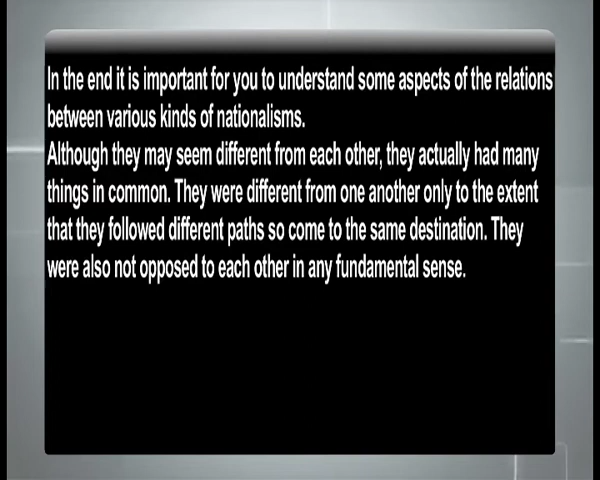 In the end it is important for you to understand some aspects of the relations
between various kinds of nationalisms.
Although they may seem different from each other, they actually had many
things in common. They were different from one another only to the extent
that they followed different paths so come to the same destination. They
were also not opposed to each other in any fundamental sense.